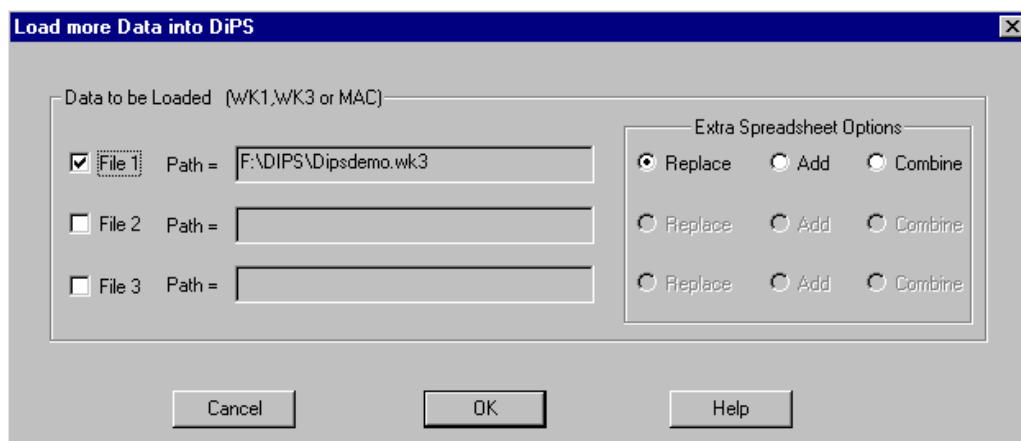 Load more Data into DiPS
Data to be Loaded (WK1,WK3 or MAC)
Extra Spreadsheet Options
File 1 Path = F:\DIPS\Dipsdemo.wk3 Replace Add Combine
File 2 Path = Replace Add Combine
File 3 Path = Replace Add Combine
Cancel OK Help